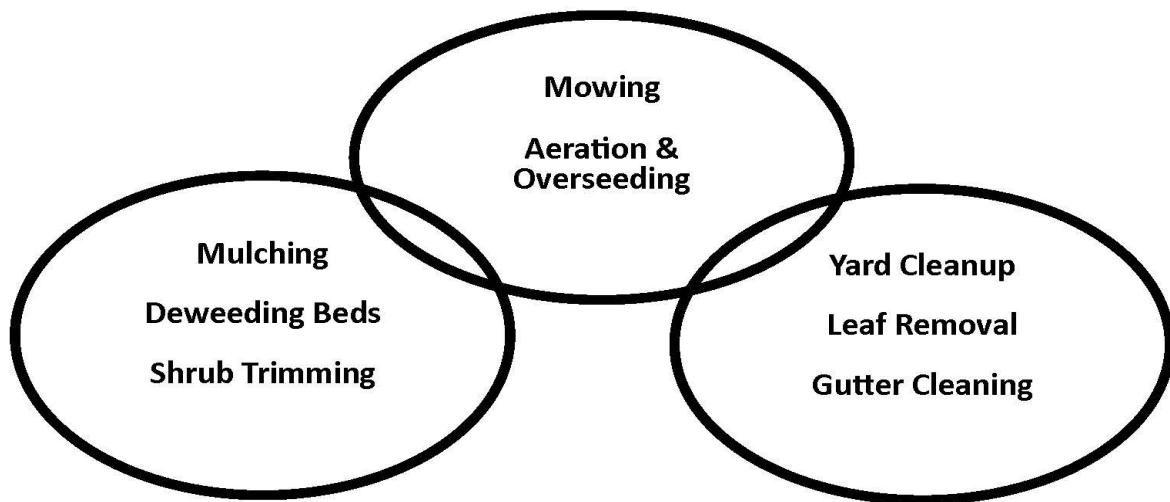 Mowing
Aeration &
Overseeding
Mulching
Deweeding Beds
Shrub Trimming
Yard Cleanup
Leaf Removal
Gutter Cleaning